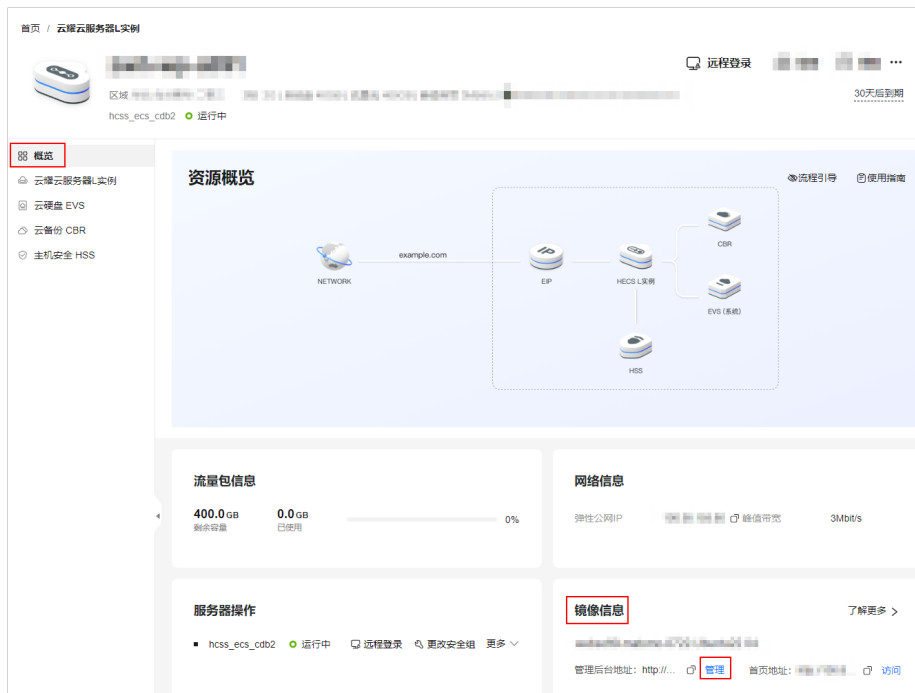 首页 / 云耀云服务器L实例
远程登录
区域
30天后到期
hcss_ecs_cdb2 运行中
概览
云耀云服务器L实例
云硬盘 EVS
云备份 CBR
主机安全 HSS
资源概览
流程引导 使用指南
example.com
NETWORK
EIP
HECS L实例
CBR
EVS (系统)
HSS
流量包信息
400.0 GB 0.0 GB
剩余容量 已使用
0%
网络信息
弹性公网IP 峰值带宽 3Mbit/s
服务器操作
hcss_ecs_cdb2 运行中 远程登录 更改安全组 更多
镜像信息 了解更多
管理后台地址: http://... 管理 首页地址: 访问